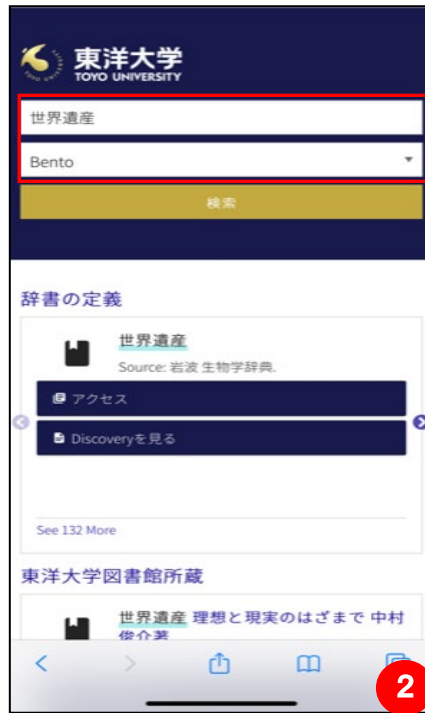 東洋大学
TOYO UNIVERSITY
世界遺産
Bento
検索
辞書の定義
世界遺産
Source: 岩波 生物学辞典.
アクセス
Discoveryを見る
See 132 More
東洋大学図書館所蔵
世界遺産 理想と現実のはざまで 中村
俊介著
2